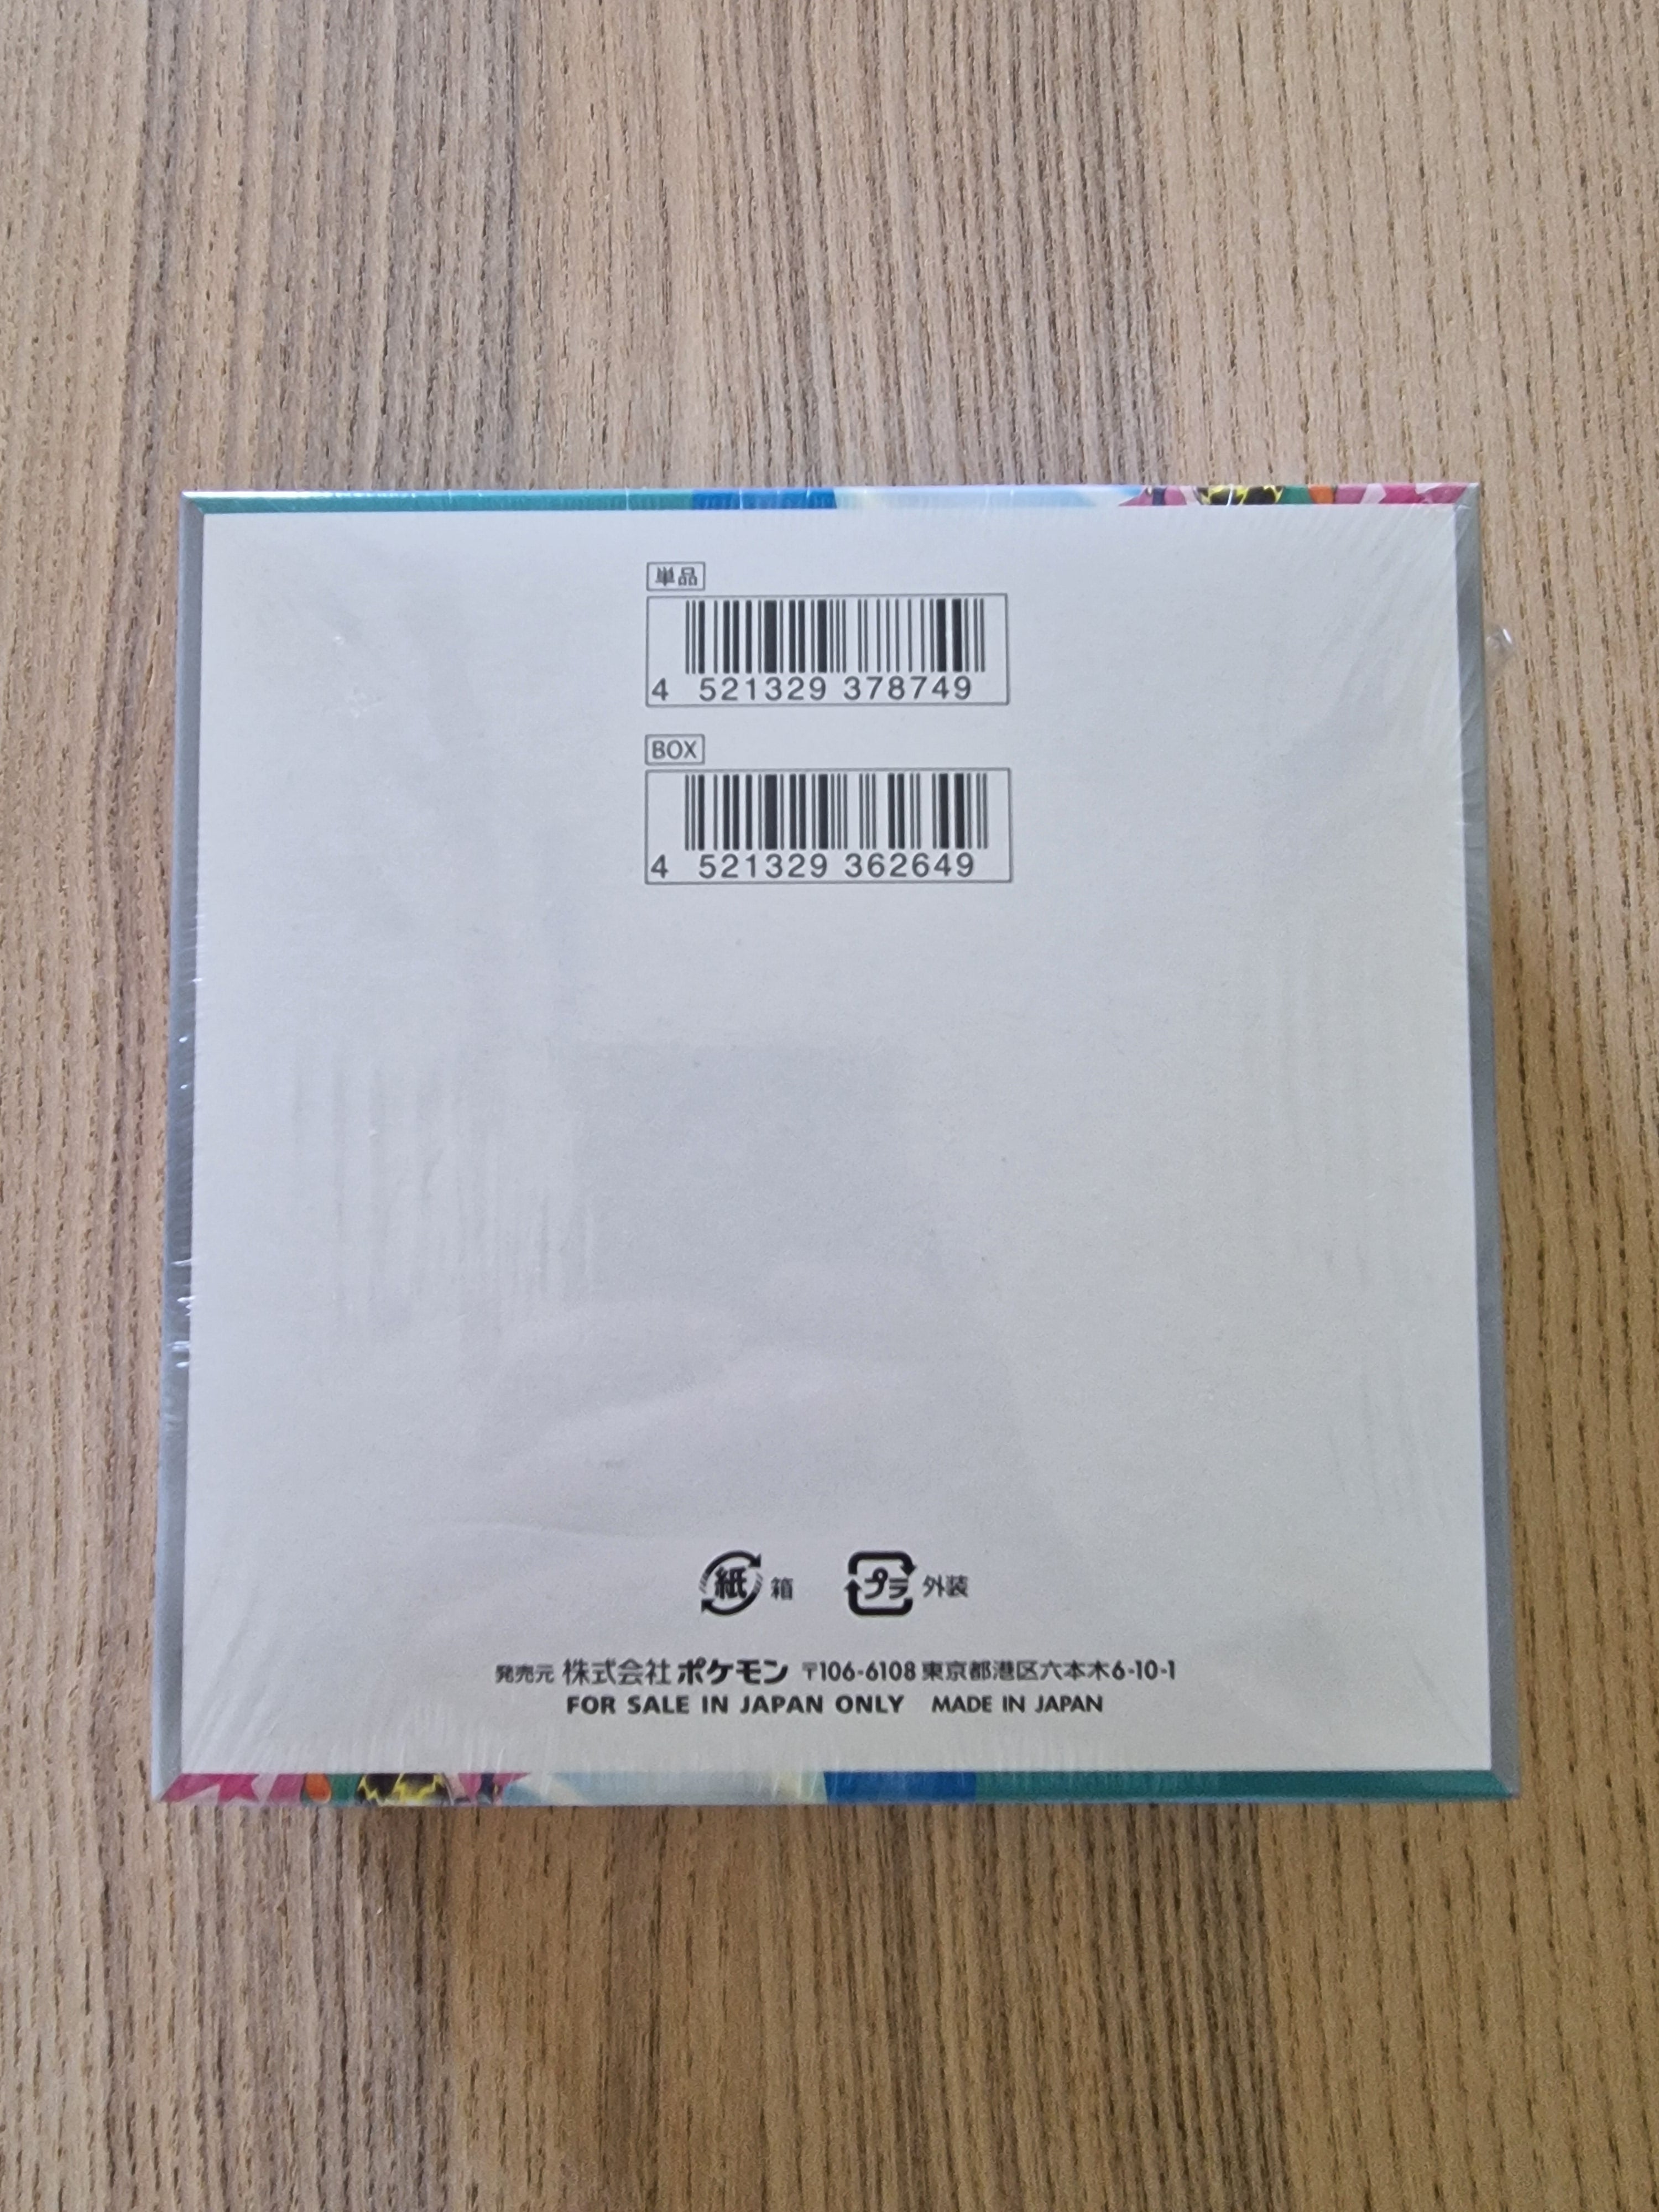 単品
4 521329 378749
BOX
4 521329 362649
紙 箱 プラ 外装
発売元 株式会社ポケモン 〒106-6108 東京都港区六本木6-10-1
FOR SALE IN JAPAN ONLY MADE IN JAPAN